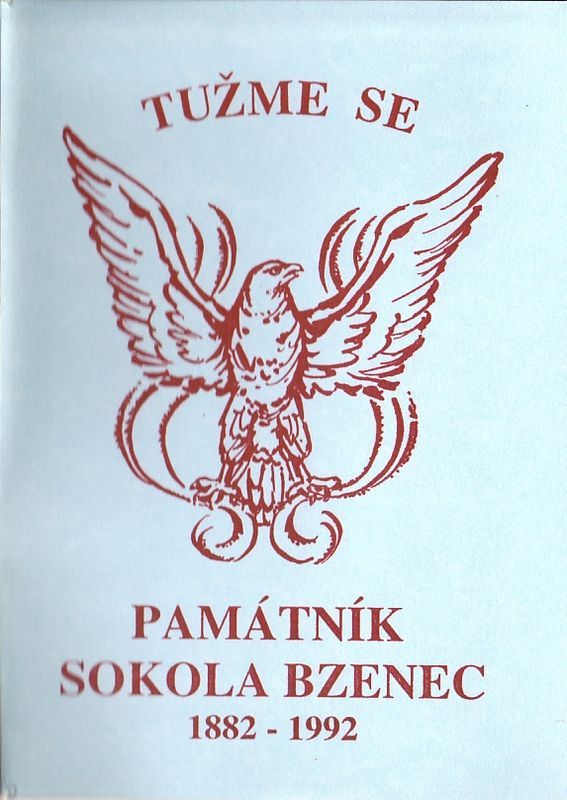 TUŽME SE
PAMÁTNÍK
SOKOLA BZENEC
1882 - 1992